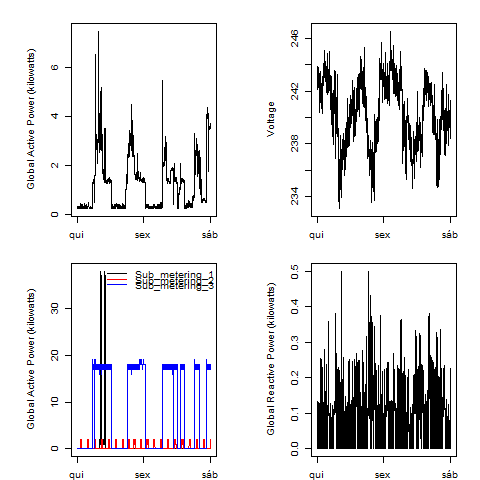 Global Active Power (kilowatts)
0 2 4 6
qui sex sáb
Voltage
234 238 242 246
qui sex sáb
Global Active Power (kilowatts)
0 10 20 30
Sub_metering_1
Sub_metering_2
Sub_metering_3
qui sex sáb
Global Reactive Power (kilowatts)
0.0 0.1 0.2 0.3 0.4 0.5
qui sex sáb